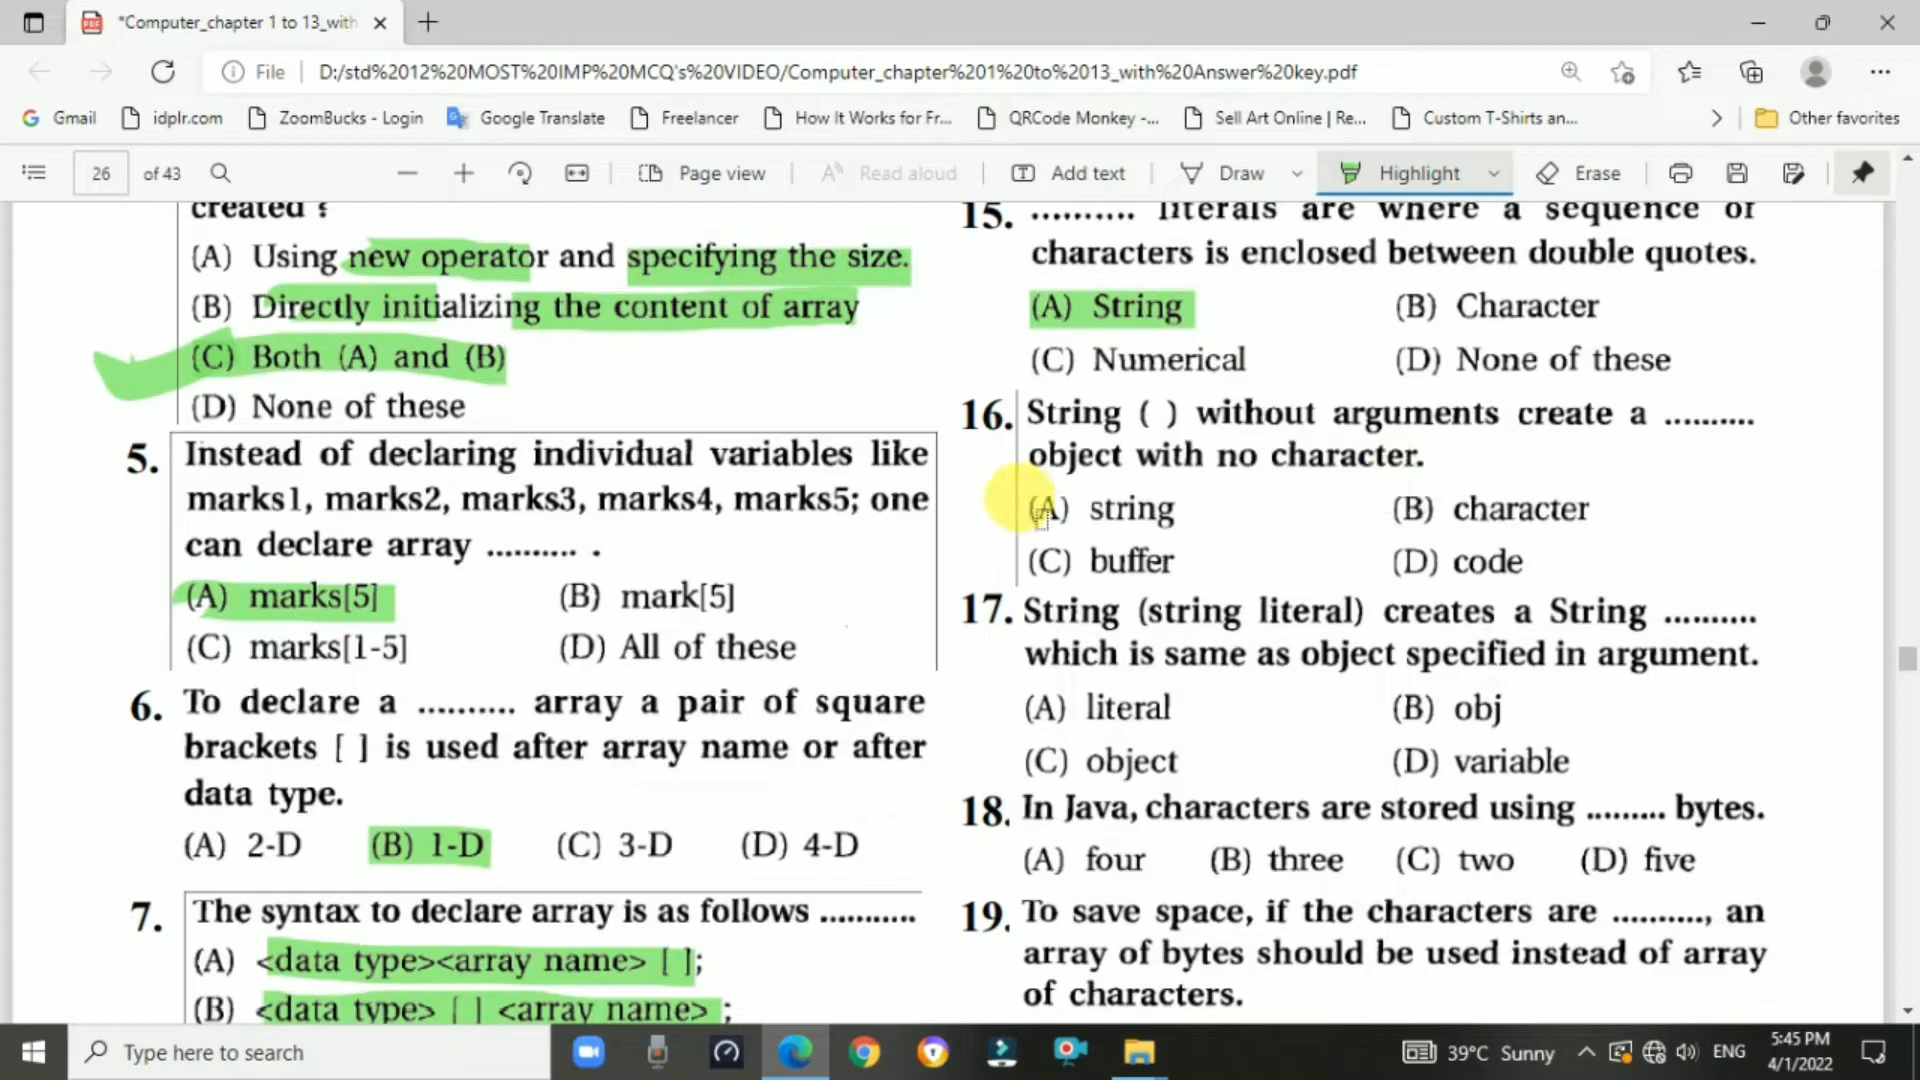 *Computer_chapter 1 to 13_with
File
D:/std%2012%20MOST%20IMP%20MCQ's%20VIDEO/Computer_chapter%201%20to%2013_with%20Answer%20key.pdf
Gmail
idplr.com
ZoomBucks - Login
Google Translate
Freelancer
How It Works for Fr...
QRCode Monkey -...
Sell Art Online | Re...
Custom T-Shirts an...
Other favorites
26 of 43
Page view
Read aloud
Add text
Draw
Highlight
Erase
created ?
(A) Using new operator and specifying the size.
(B) Directly initializing the content of array
(C) Both (A) and (B)
(D) None of these
5. Instead of declaring individual variables like
marks1, marks2, marks3, marks4, marks5; one
can declare array .......... .
(A) marks[5] (B) mark[5]
(C) marks[1-5] (D) All of these
6. To declare a .......... array a pair of square
brackets [ ] is used after array name or after
data type.
(A) 2-D (B) 1-D (C) 3-D (D) 4-D
7. The syntax to declare array is as follows ...........
(A) <data type><array name> [ ];
(B) <data type> [ ] <array name> ;
15. ........... literals are where a sequence of
characters is enclosed between double quotes.
(A) String (B) Character
(C) Numerical (D) None of these
16. String ( ) without arguments create a ..........
object with no character.
(A) string (B) character
(C) buffer (D) code
17. String (string literal) creates a String ..........
which is same as object specified in argument.
(A) literal (B) obj
(C) object (D) variable
18. In Java, characters are stored using ......... bytes.
(A) four (B) three (C) two (D) five
19. To save space, if the characters are .........., an
array of bytes should be used instead of array
of characters.
Type here to search
39°C Sunny
ENG
5:45 PM
4/1/2022